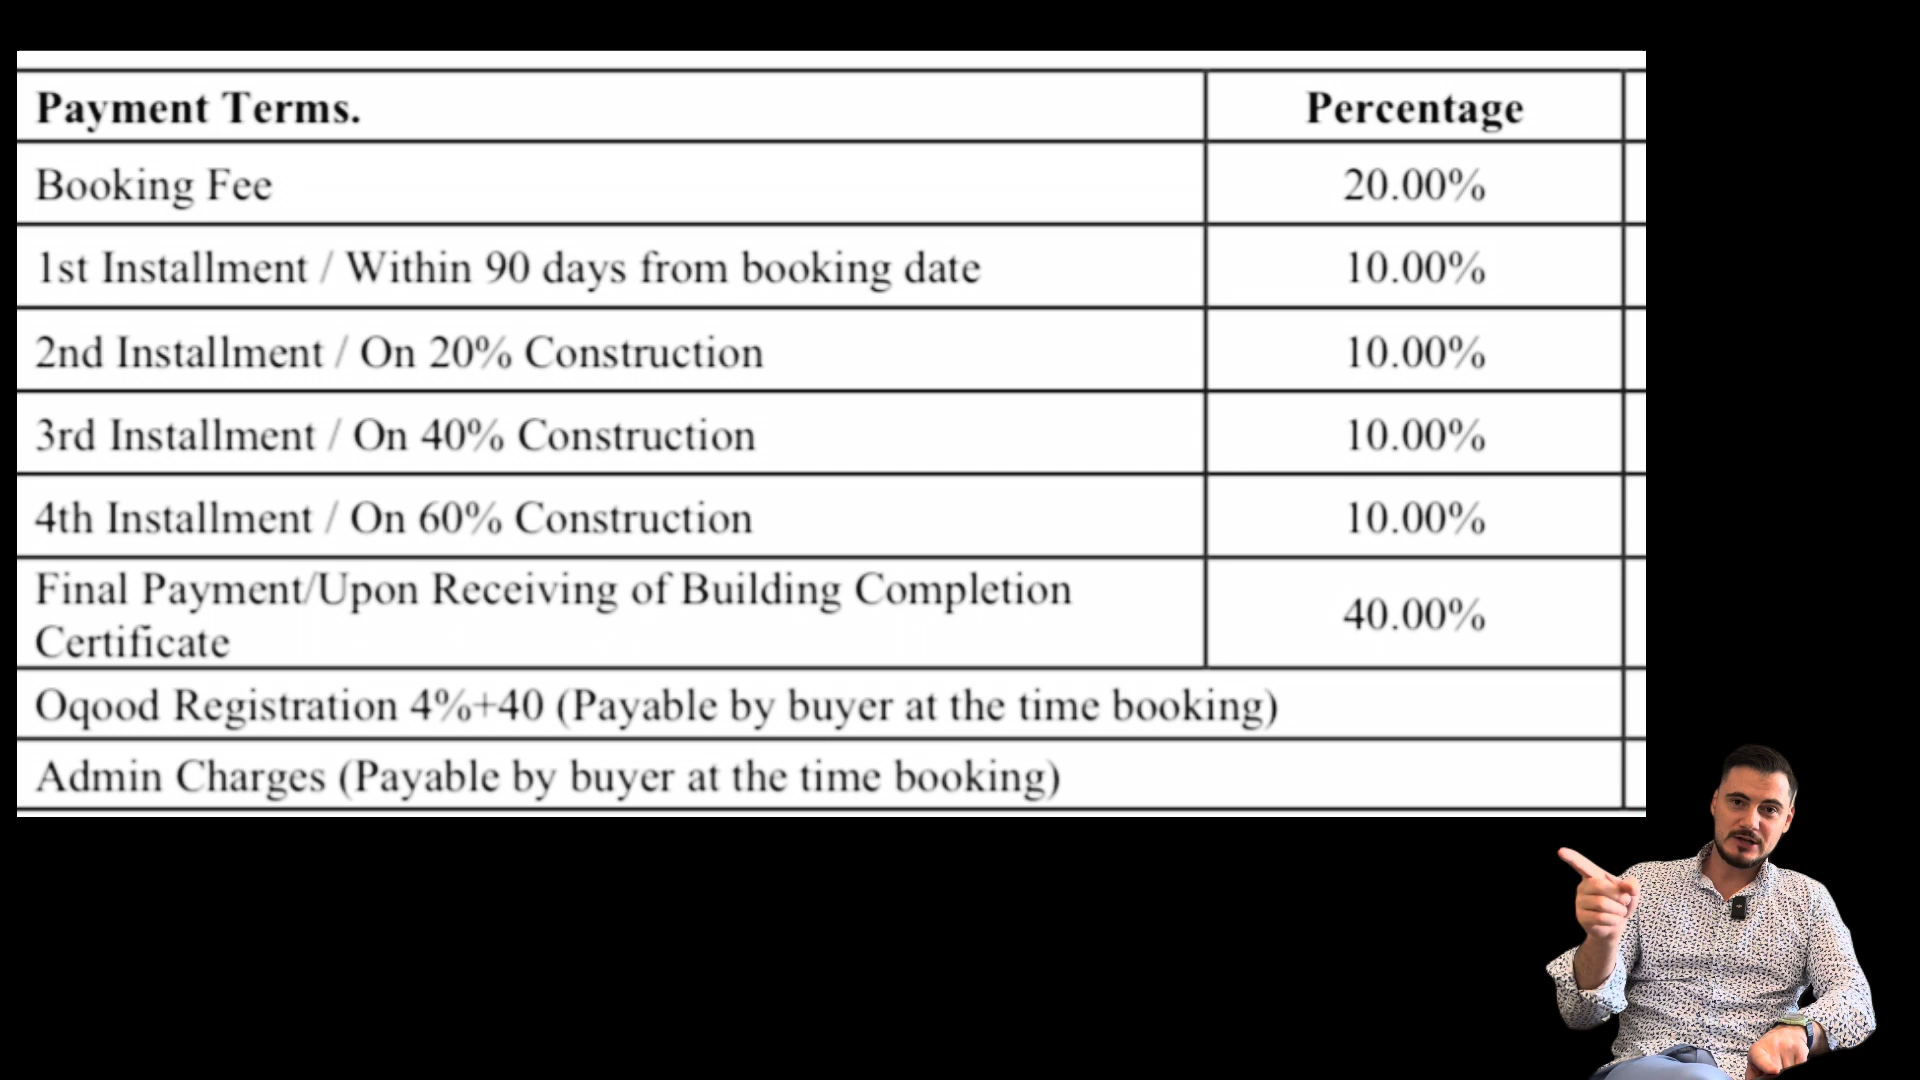 Payment Terms. Percentage
Booking Fee 20.00%
1st Installment / Within 90 days from booking date 10.00%
2nd Installment / On 20% Construction 10.00%
3rd Installment / On 40% Construction 10.00%
4th Installment / On 60% Construction 10.00%
Final Payment/Upon Receiving of Building Completion
Certificate 40.00%
Oqood Registration 4%+40 (Payable by buyer at the time booking)
Admin Charges (Payable by buyer at the time booking)